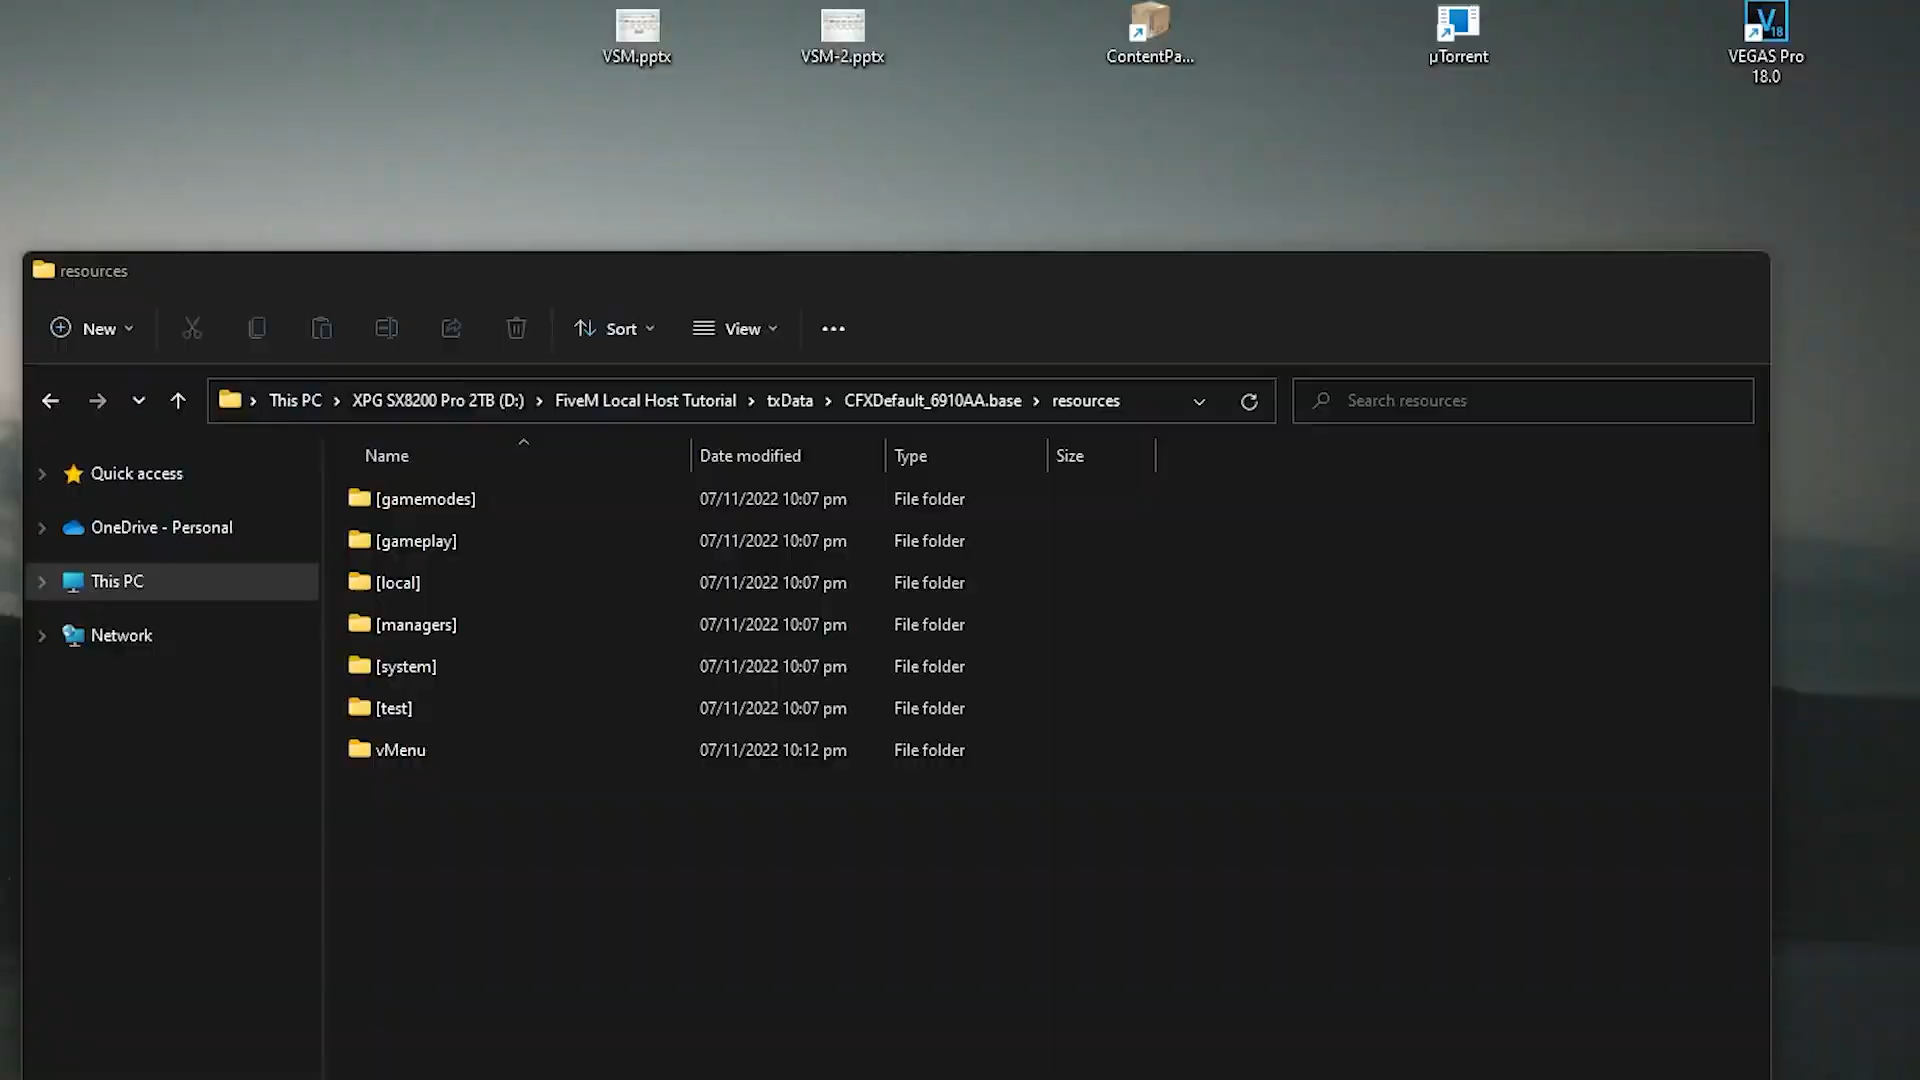 VSM.pptx
VSM-2.pptx
ContentPa...
µTorrent
VEGAS Pro
18.0
resources
New
Sort
View
This PC
XPG SX8200 Pro 2TB (D:)
FiveM Local Host Tutorial
txData
CFXDefault_6910AA.base
resources
Search resources
Quick access
OneDrive - Personal
This PC
Network
Name Date modified Type Size
[gamemodes] 07/11/2022 10:07 pm File folder
[gameplay] 07/11/2022 10:07 pm File folder
[local] 07/11/2022 10:07 pm File folder
[managers] 07/11/2022 10:07 pm File folder
[system] 07/11/2022 10:07 pm File folder
[test] 07/11/2022 10:07 pm File folder
vMenu 07/11/2022 10:12 pm File folder